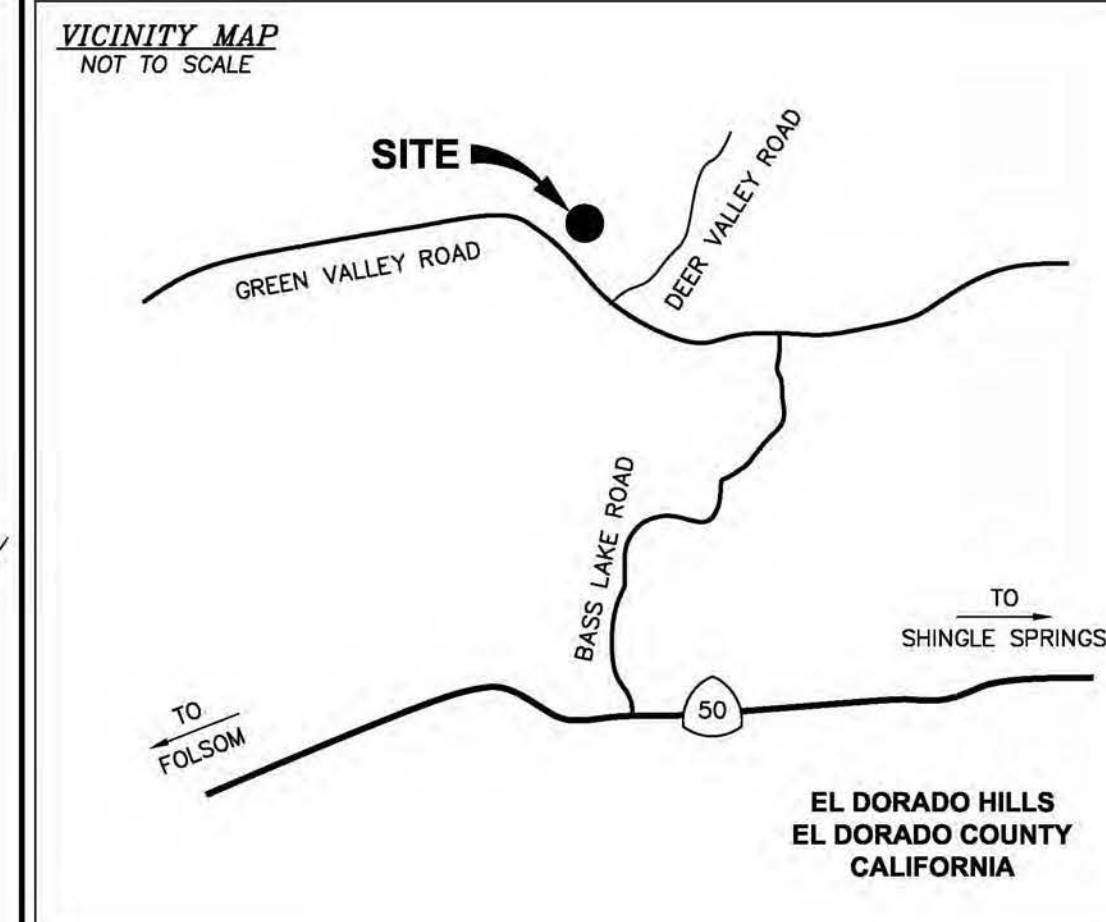 VICINITY MAP
NOT TO SCALE
SITE
DEER VALLEY ROAD
GREEN VALLEY ROAD
BASS LAKE ROAD
TO
SHINGLE SPRINGS
TO
FOLSOM
50
EL DORADO HILLS
EL DORADO COUNTY
CALIFORNIA